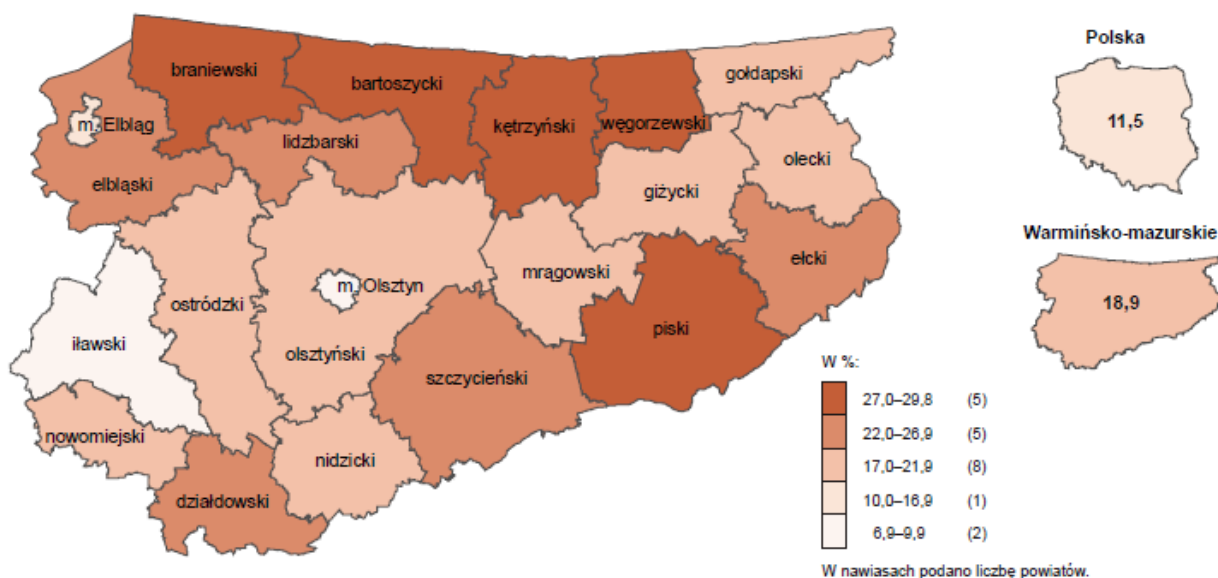 Polska
braniewski
gołdapski
bartoszycki
m. Elbląg
11,5
kętrzyński
węgorzewski
lidzbarski
olecki
elbląski
giżycki
Warmińsko-mazurskie
ełcki
mrągowski
m. Olsztyn
ostródzki
18,9
piski
iławski
olsztyński
W %:
szczycieński
27,0–29,8 (5)
22,0–26,9 (5)
nowomiejski
nidzicki
17,0–21,9 (8)
działdowski
10,0–16,9 (1)
6,9–9,9 (2)
W nawiasach podano liczbę powiatów.